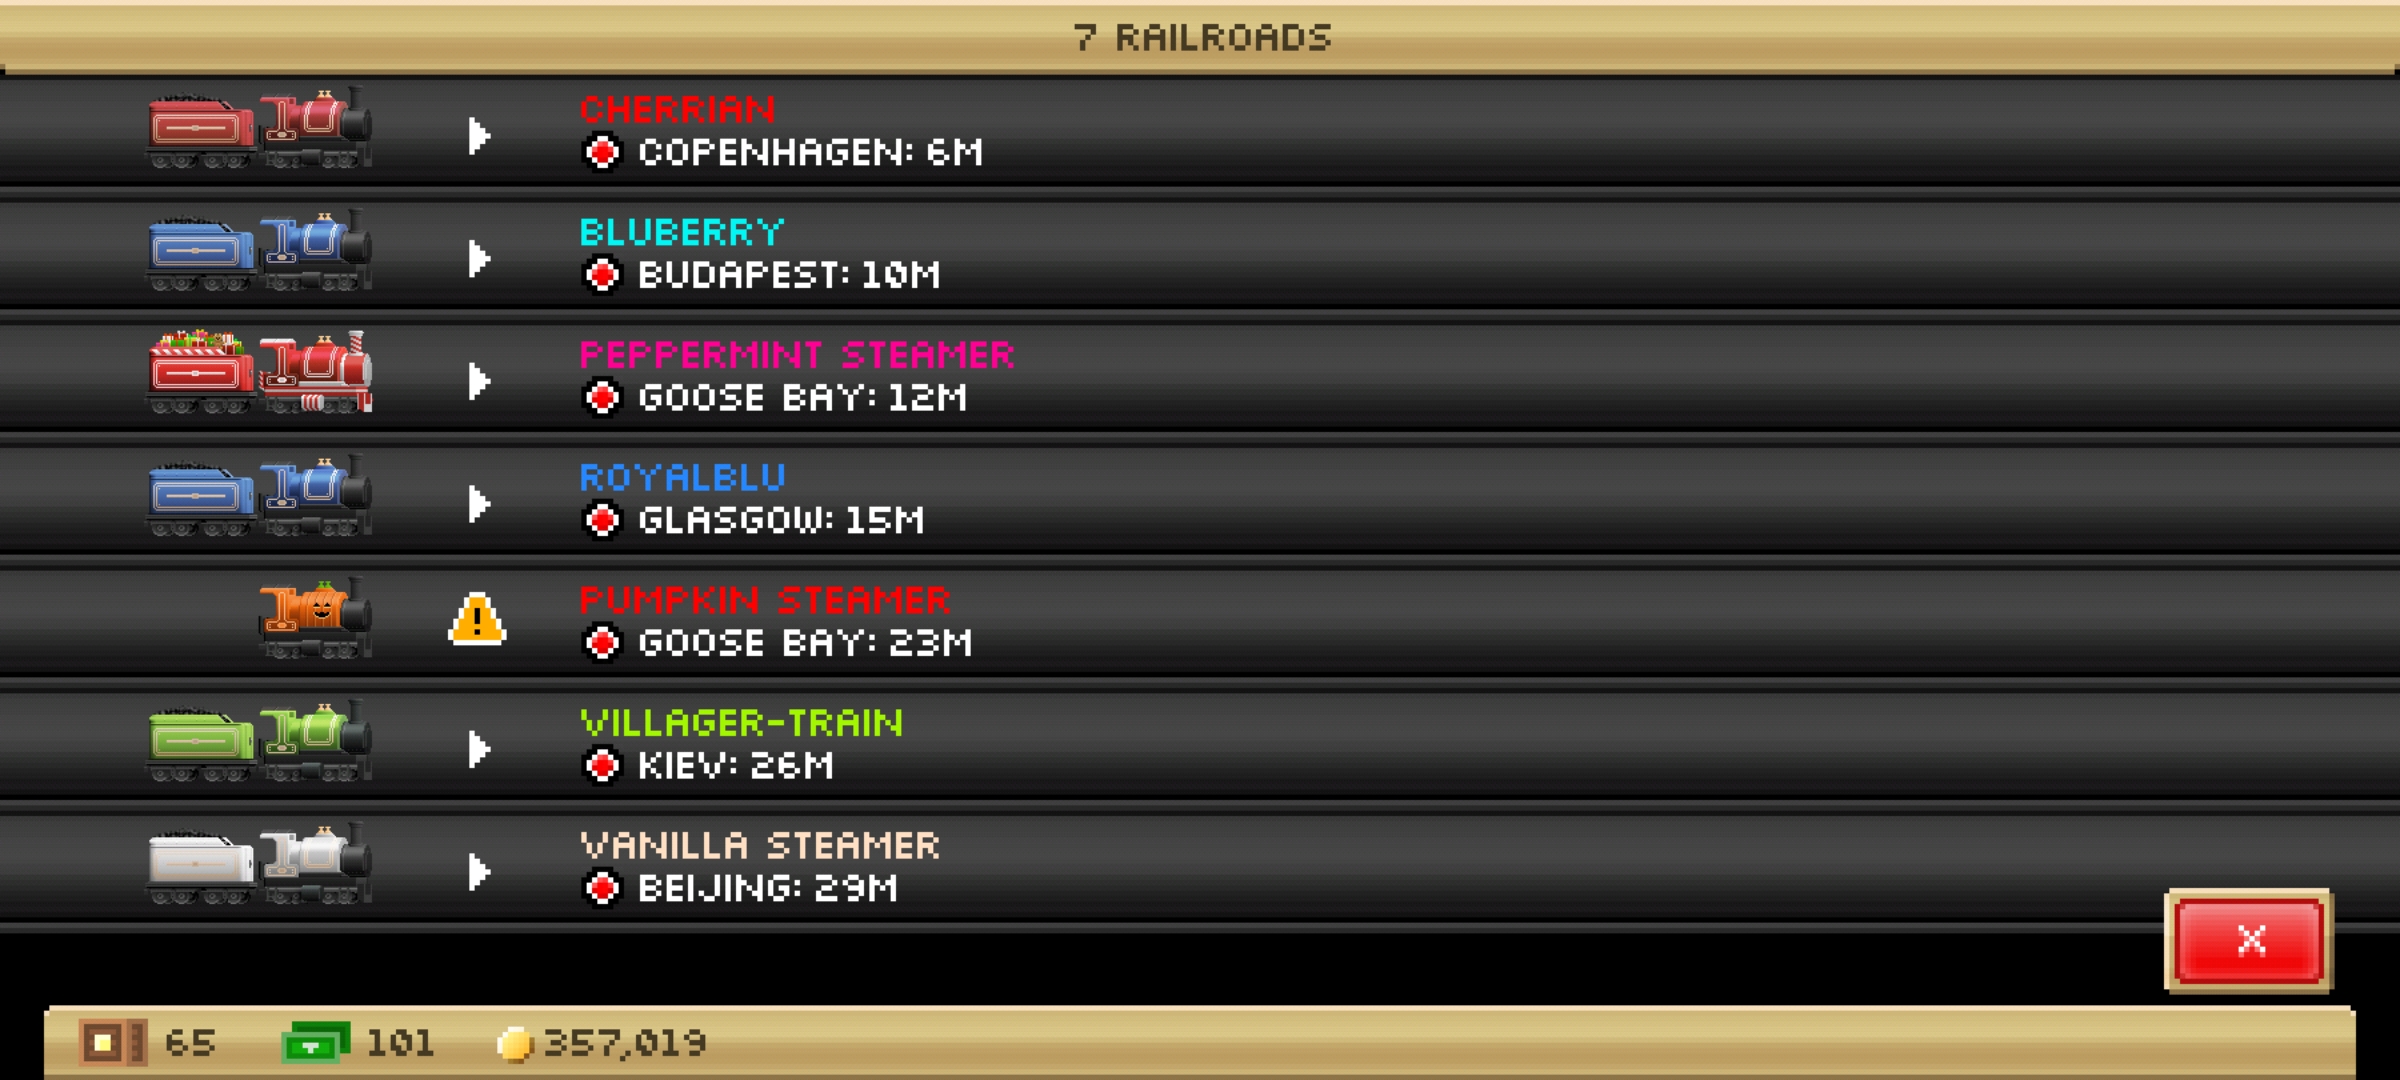 7 RAILROADS
CHERRIAN
COPENHAGEN: 6M
BLUBERRY
BUDAPEST: 10M
PEPPERMINT STEAMER
GOOSE BAY: 12M
ROYALBLU
GLASGOW: 15M
PUMPKIN STEAMER
GOOSE BAY: 23M
VILLAGER-TRAIN
KIEV: 26M
VANILLA STEAMER
BEIJING: 29M
X
65 101 357,019